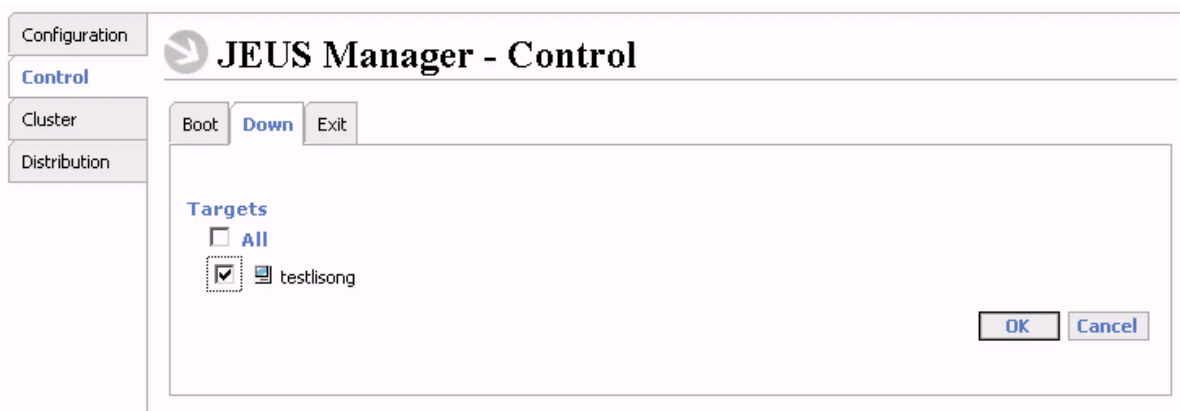 Configuration
Control
Cluster
Distribution
JEUS Manager - Control
Boot Down Exit
Targets
All
testlisong
OK Cancel